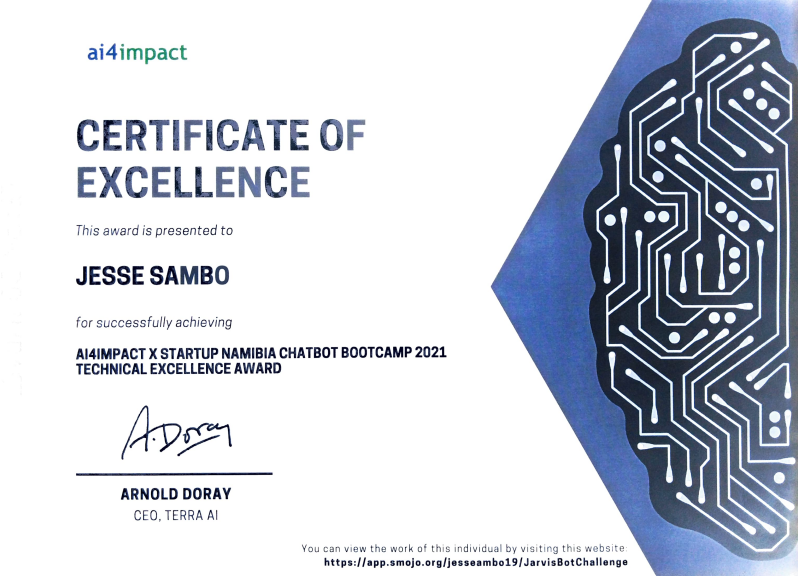 ai4impact
CERTIFICATE OF
EXCELLENCE
This award is presented to
JESSE SAMBO
for successfully achieving
AI4IMPACT X STARTUP NAMIBIA CHATBOT BOOTCAMP 2021
TECHNICAL EXCELLENCE AWARD
A.Doray
ARNOLD DORAY
CEO, TERRA AI
You can view the work of this individual by visiting this website:
https://app.smojo.org/jesseambo19/JarvisBotChallenge